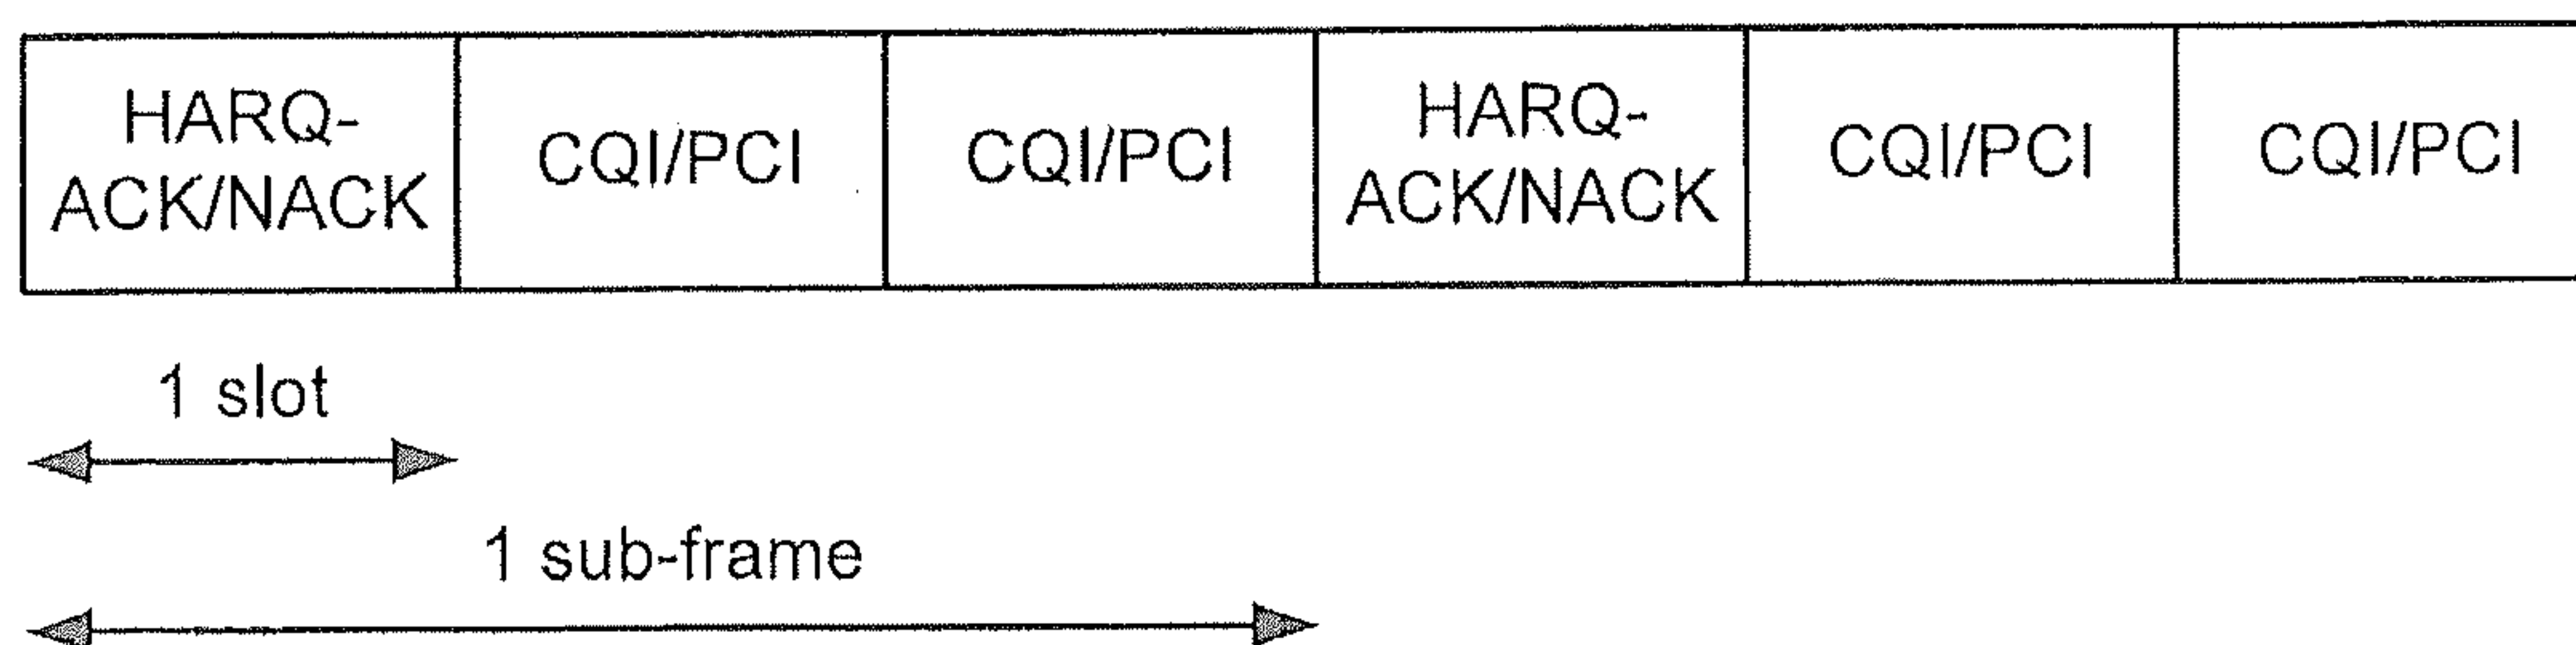 HARQ-
ACK/NACK
CQI/PCI
CQI/PCI
HARQ-
ACK/NACK
CQI/PCI
CQI/PCI
1 slot
1 sub-frame